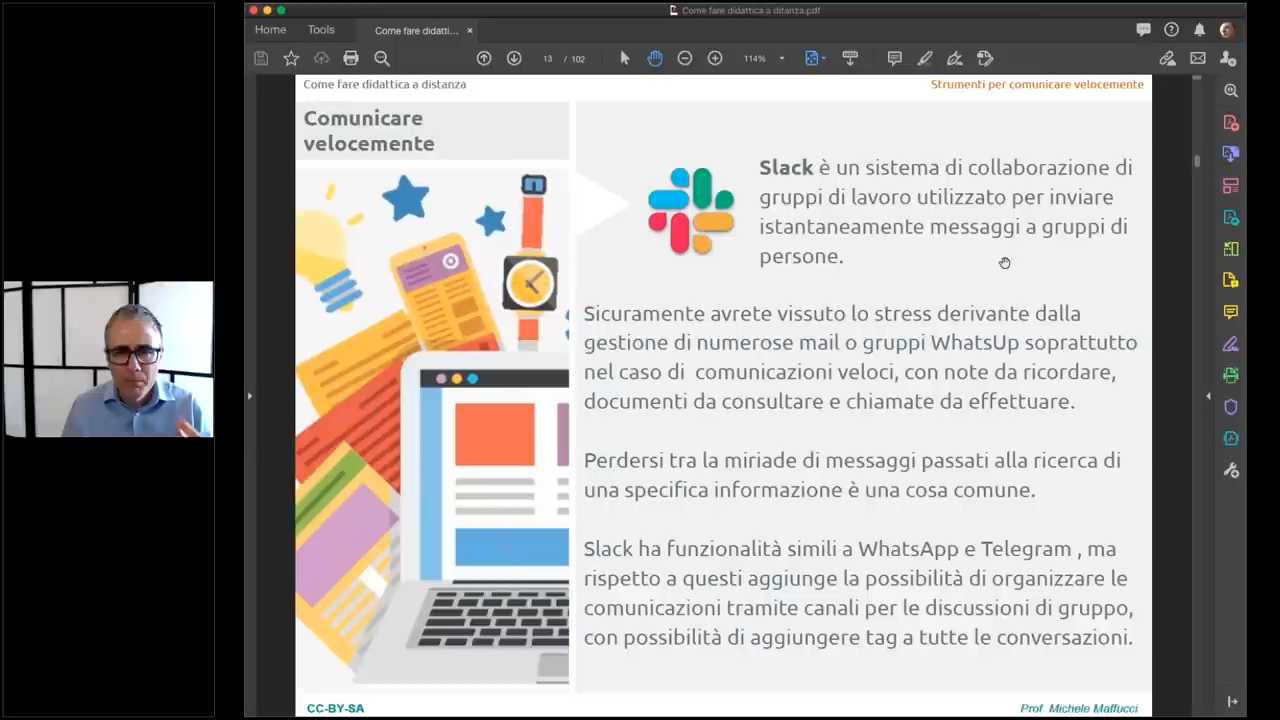 Come fare didattica a ditanza.pdf
Home Tools Come fare didatti... ×
13 / 102 114%
Come fare didattica a distanza
Strumenti per comunicare velocemente
Comunicare
velocemente
Slack è un sistema di collaborazione di
gruppi di lavoro utilizzato per inviare
istantaneamente messaggi a gruppi di
persone.
Sicuramente avrete vissuto lo stress derivante dalla
gestione di numerose mail o gruppi WhatsUp soprattutto
nel caso di comunicazioni veloci, con note da ricordare,
documenti da consultare e chiamate da effettuare.
Perdersi tra la miriade di messaggi passati alla ricerca di
una specifica informazione è una cosa comune.
Slack ha funzionalità simili a WhatsApp e Telegram , ma
rispetto a questi aggiunge la possibilità di organizzare le
comunicazioni tramite canali per le discussioni di gruppo,
con possibilità di aggiungere tag a tutte le conversazioni.
CC-BY-SA
Prof. Michele Maffucci